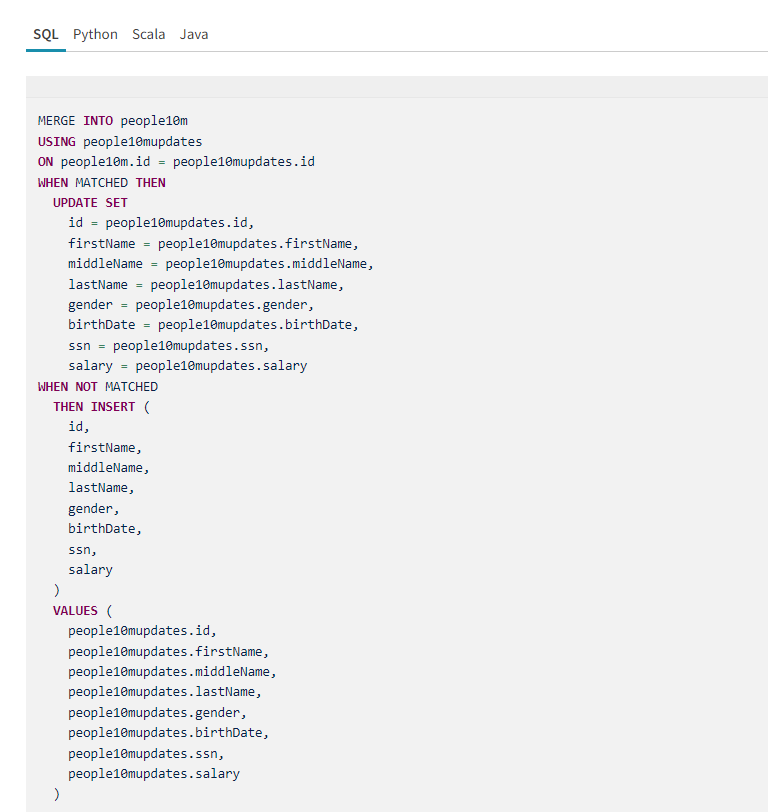 SQL Python Scala Java
MERGE INTO people10m
USING people10mupdates
ON people10m.id = people10mupdates.id
WHEN MATCHED THEN
  UPDATE SET
    id = people10mupdates.id,
    firstName = people10mupdates.firstName,
    middleName = people10mupdates.middleName,
    lastName = people10mupdates.lastName,
    gender = people10mupdates.gender,
    birthDate = people10mupdates.birthDate,
    ssn = people10mupdates.ssn,
    salary = people10mupdates.salary
WHEN NOT MATCHED
  THEN INSERT (
    id,
    firstName,
    middleName,
    lastName,
    gender,
    birthDate,
    ssn,
    salary
  )
  VALUES (
    people10mupdates.id,
    people10mupdates.firstName,
    people10mupdates.middleName,
    people10mupdates.lastName,
    people10mupdates.gender,
    people10mupdates.birthDate,
    people10mupdates.ssn,
    people10mupdates.salary
  )